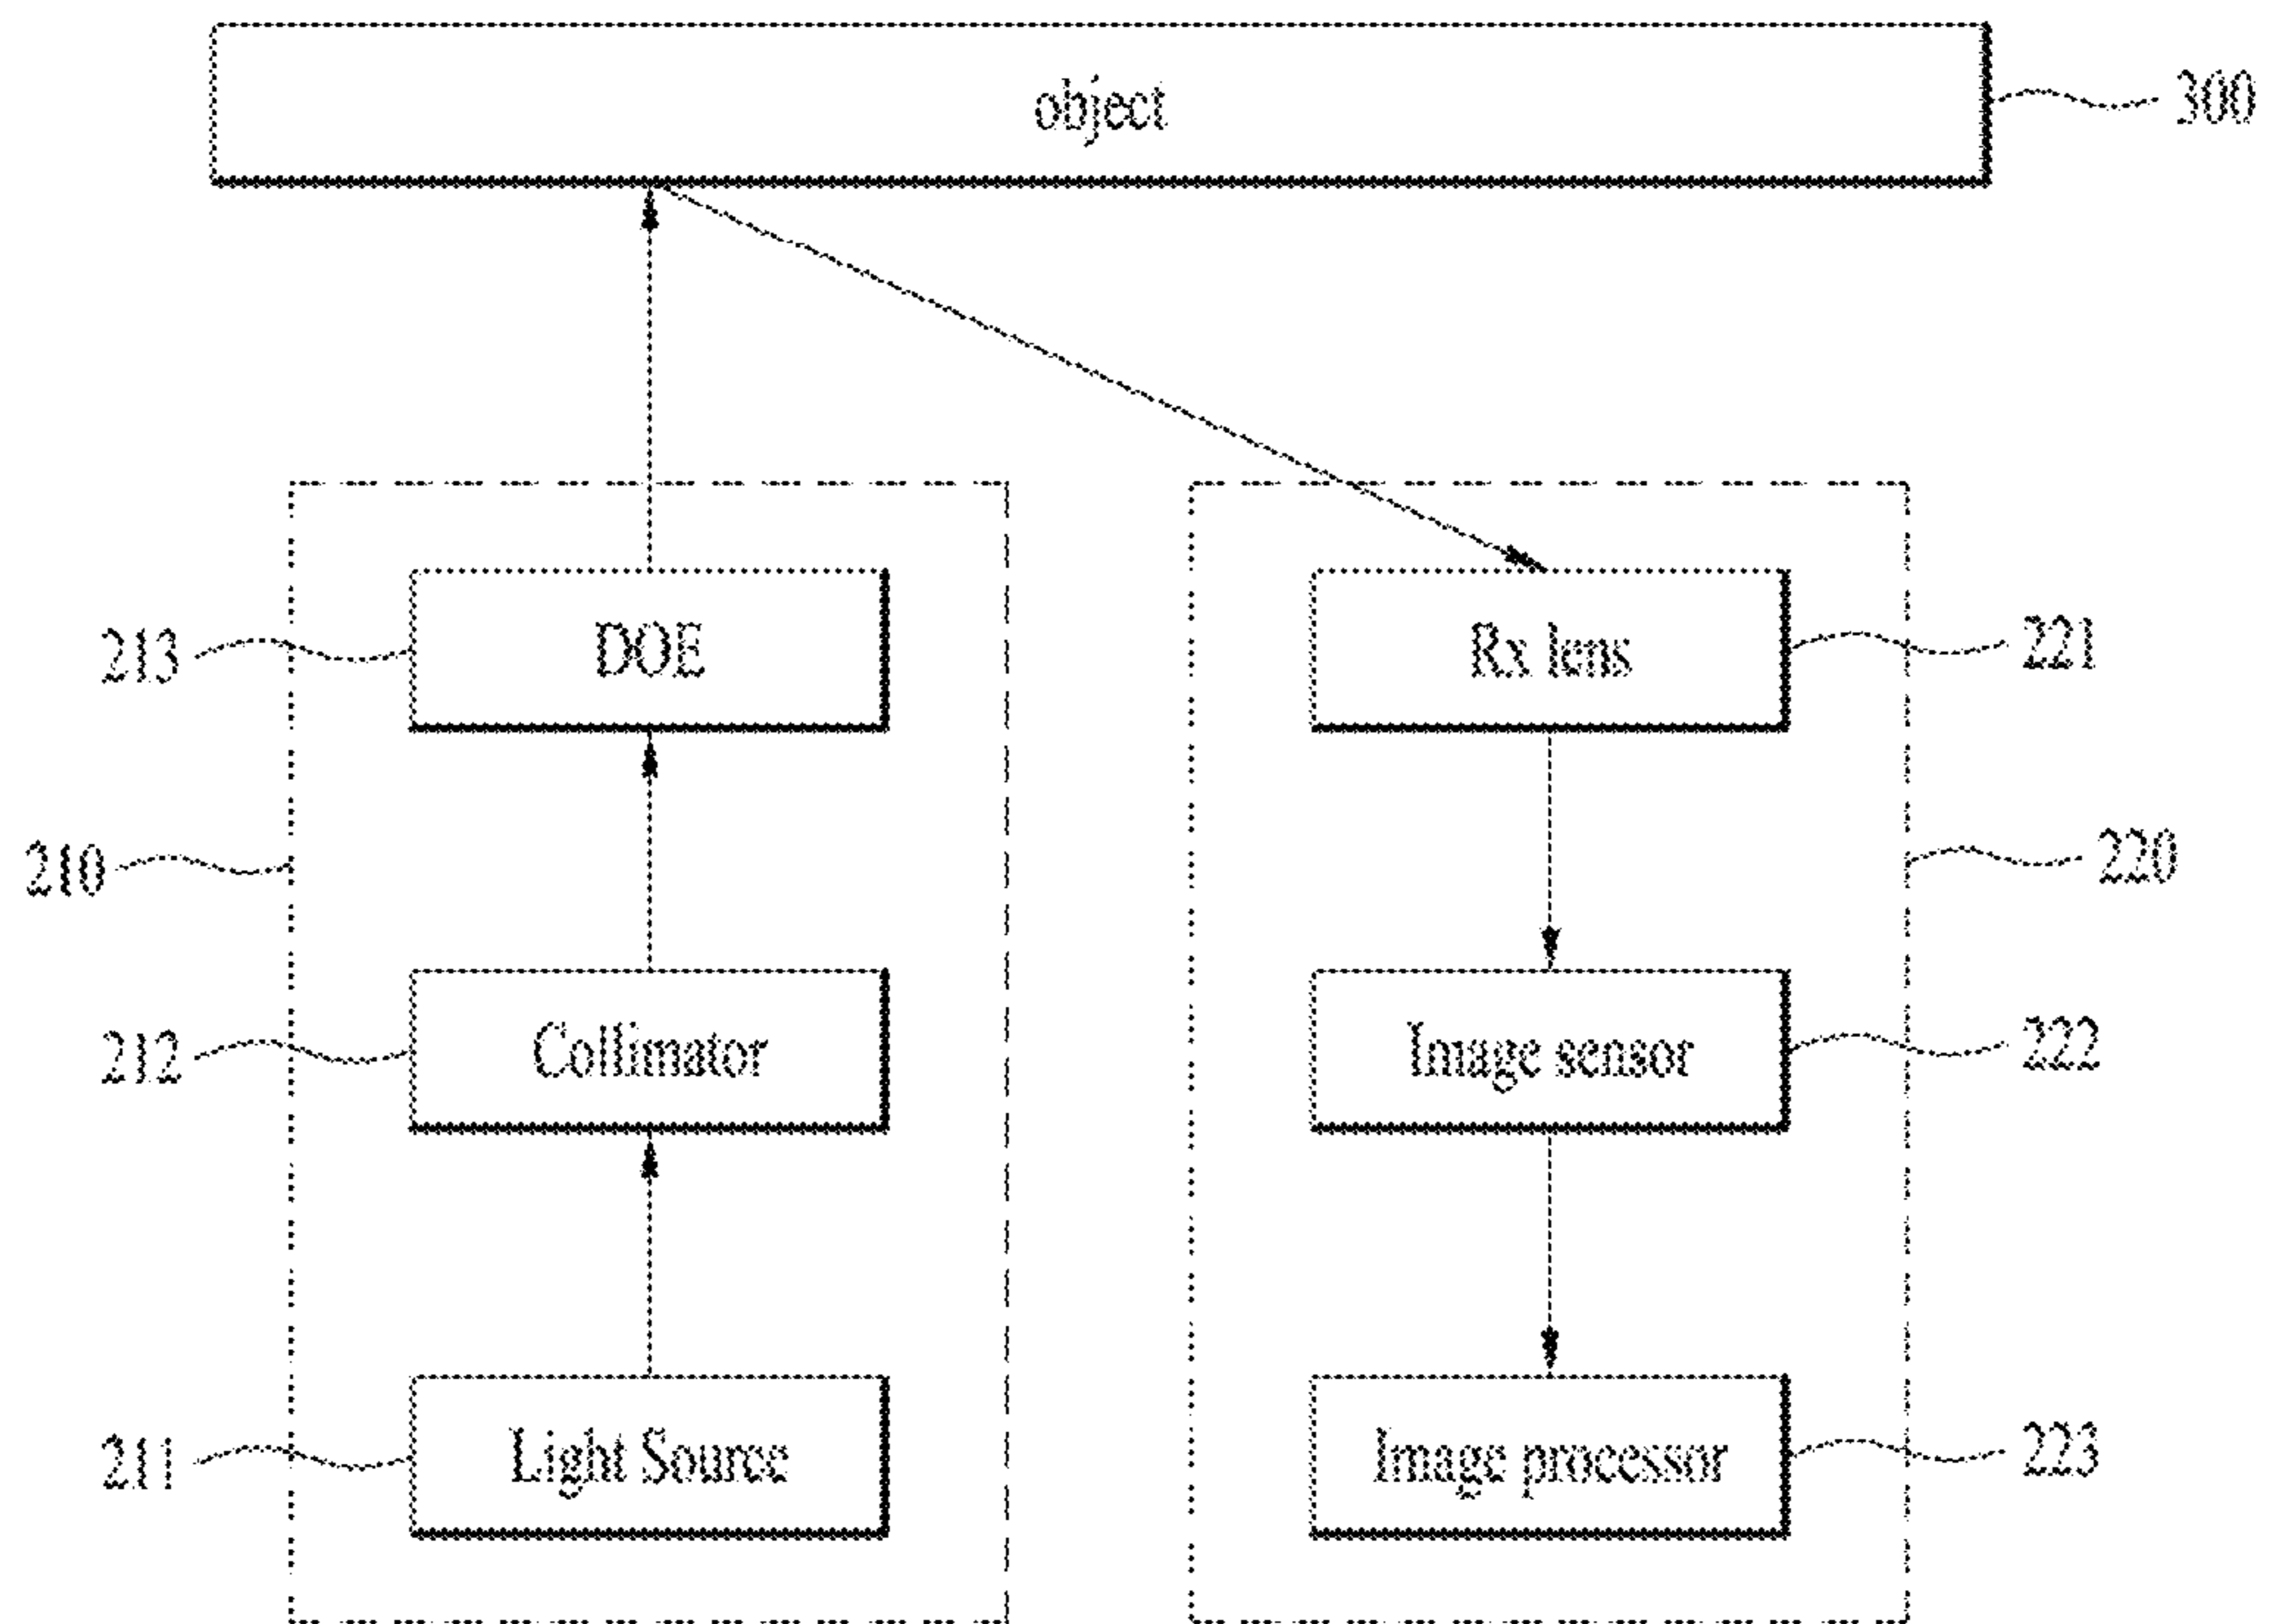 object
300
213
DOE
Rx lens
221
210
220
212
Collimator
Image sensor
222
211
Light Source
Image processor
223